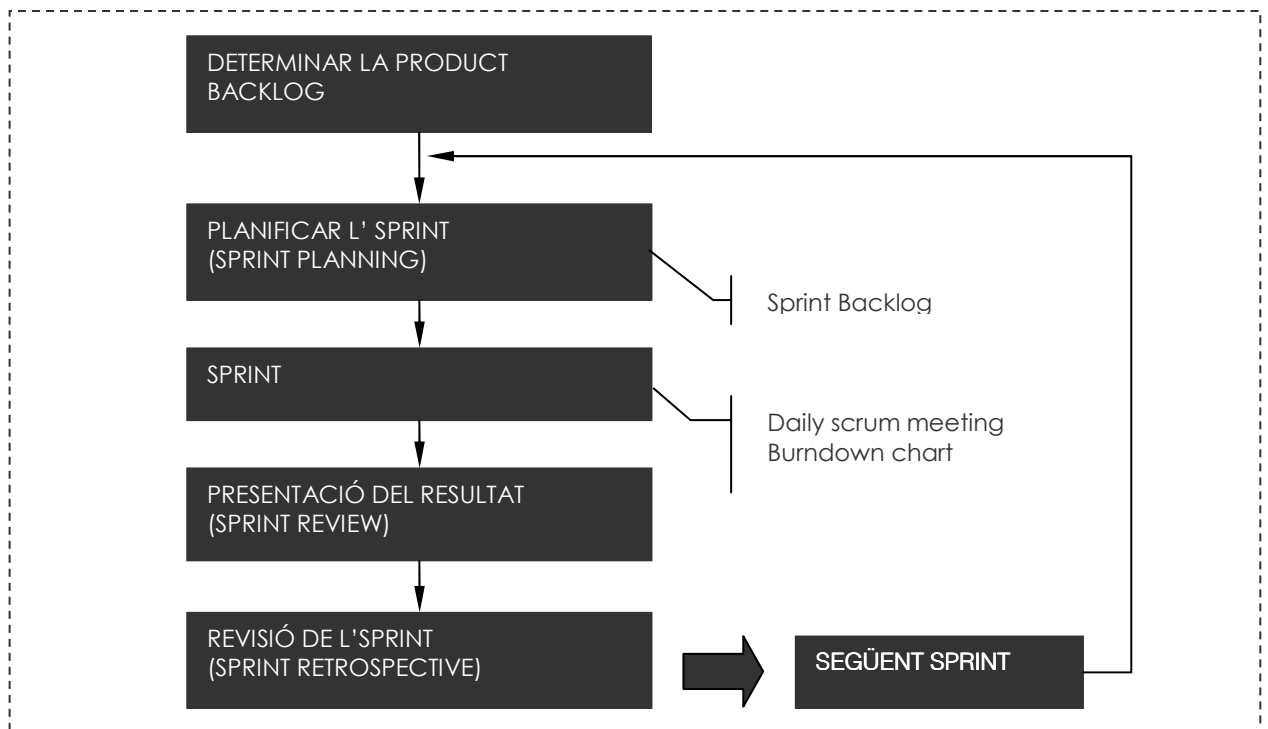 DETERMINAR LA PRODUCT
BACKLOG
PLANIFICAR L’ SPRINT
(SPRINT PLANNING)
Sprint Backlog
SPRINT
Daily scrum meeting
Burndown chart
PRESENTACIÓ DEL RESULTAT
(SPRINT REVIEW)
REVISIÓ DE L’SPRINT
(SPRINT RETROSPECTIVE)
SEGÜENT SPRINT